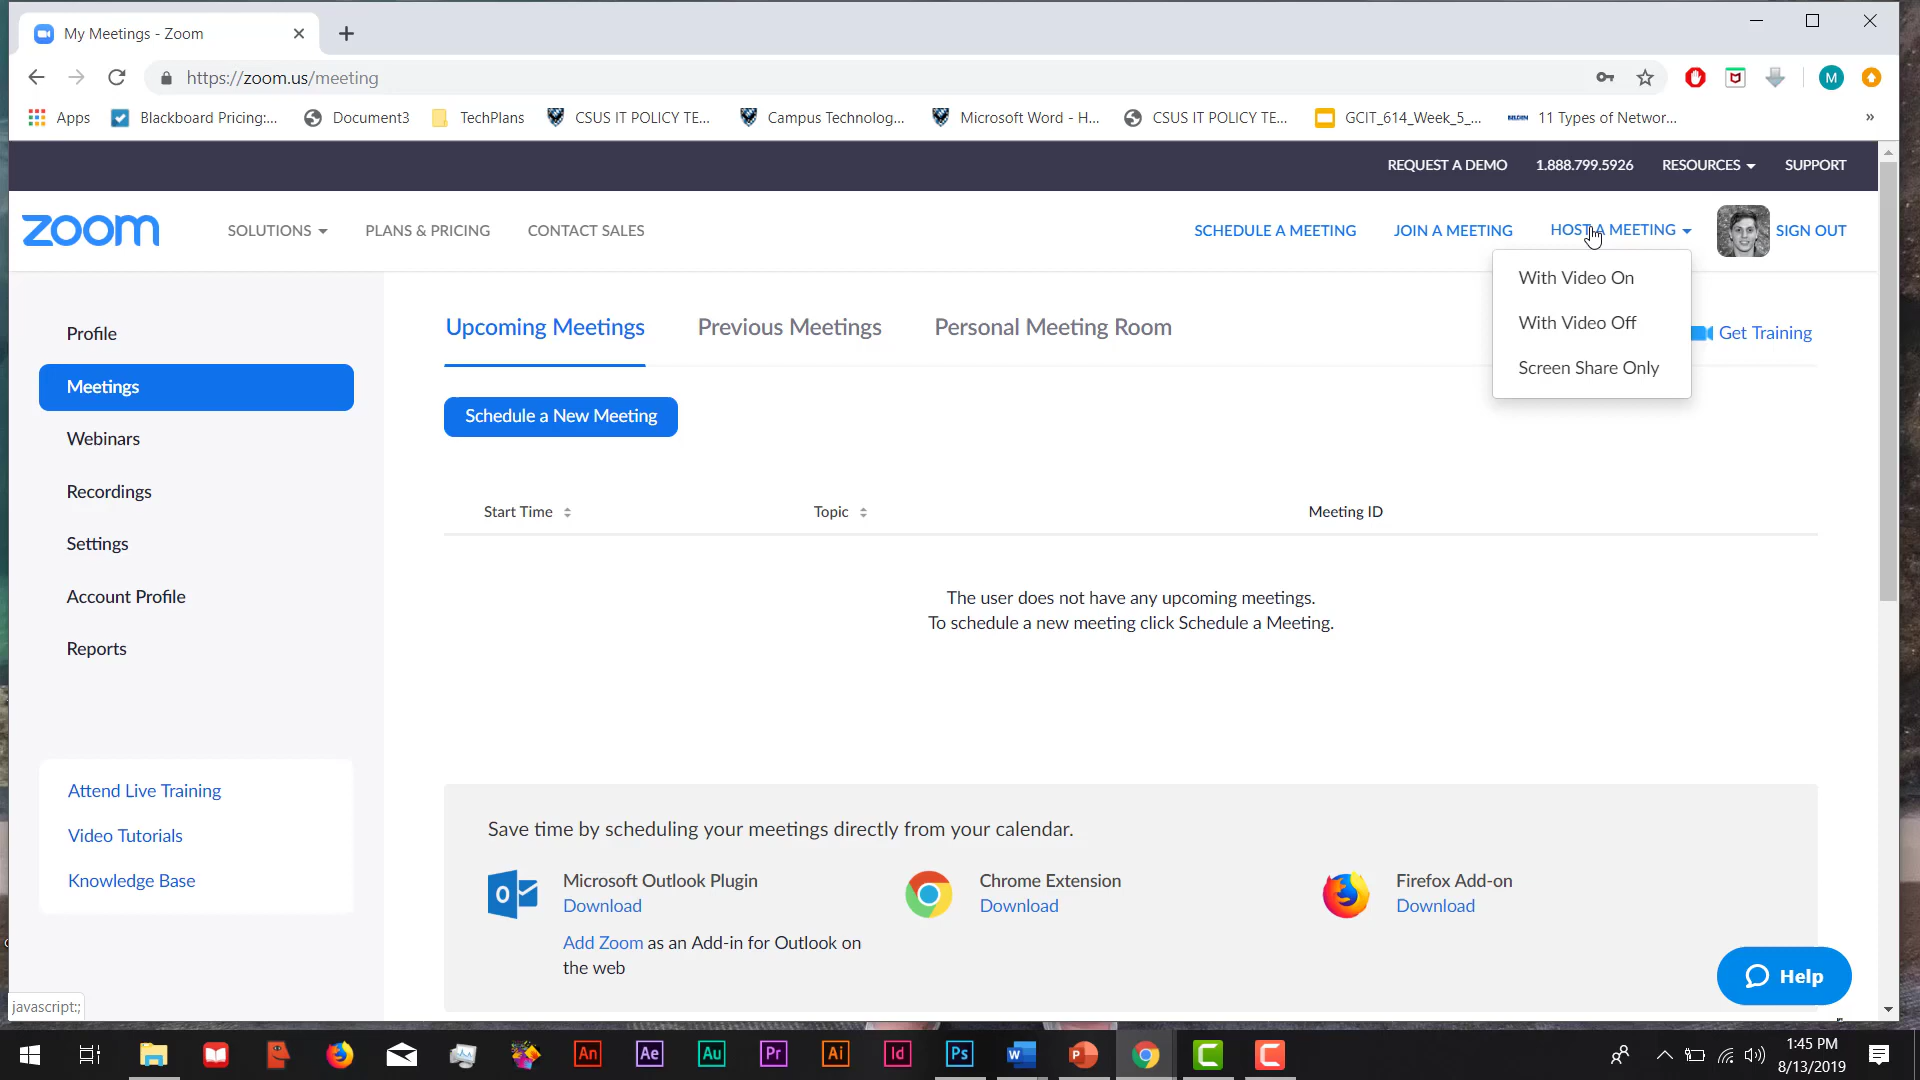 My Meetings - Zoom
https://zoom.us/meeting
M
Apps
Blackboard Pricing:...
Document3
TechPlans
CSUS IT POLICY TE...
Campus Technolog...
Microsoft Word - H...
CSUS IT POLICY TE...
GCIT_614_Week_5_...
BELDEN
11 Types of Networ...
»
REQUEST A DEMO
1.888.799.5926
RESOURCES
SUPPORT
zoom
SOLUTIONS
PLANS & PRICING
CONTACT SALES
SCHEDULE A MEETING
JOIN A MEETING
HOST A MEETING
SIGN OUT
With Video On
With Video Off
Screen Share Only
Profile
Meetings
Webinars
Recordings
Settings
Account Profile
Reports
Attend Live Training
Video Tutorials
Knowledge Base
Upcoming Meetings
Previous Meetings
Personal Meeting Room
Get Training
Schedule a New Meeting
Start Time
Topic
Meeting ID
The user does not have any upcoming meetings.
To schedule a new meeting click Schedule a Meeting.
Save time by scheduling your meetings directly from your calendar.
Microsoft Outlook Plugin
Download
Add Zoom as an Add-in for Outlook on
the web
Chrome Extension
Download
Firefox Add-on
Download
Help
javascript:;
An
Ae
Au
Pr
Ai
Id
Ps
1:45 PM
8/13/2019